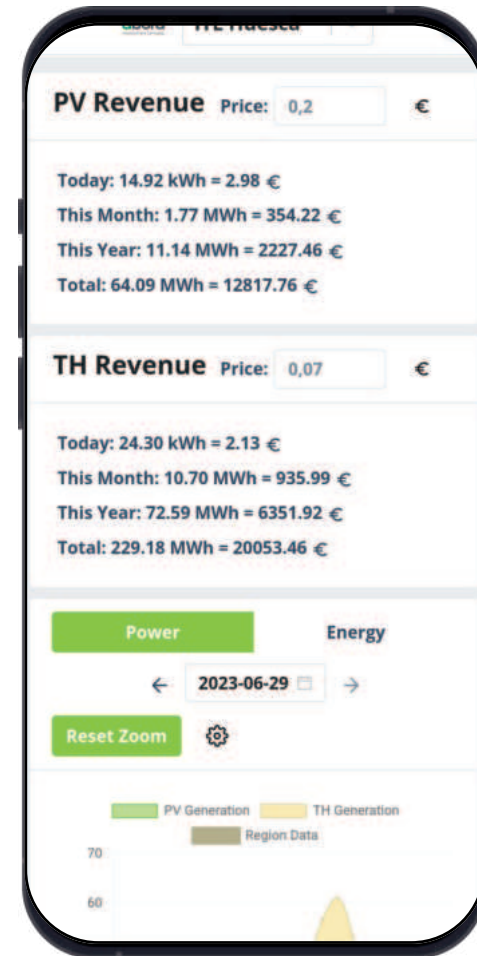 PV Revenue Price: 0,2 €
Today: 14.92 kWh = 2.98 €
This Month: 1.77 MWh = 354.22 €
This Year: 11.14 MWh = 2227.46 €
Total: 64.09 MWh = 12817.76 €
TH Revenue Price: 0,07 €
Today: 24.30 kWh = 2.13 €
This Month: 10.70 MWh = 935.99 €
This Year: 72.59 MWh = 6351.92 €
Total: 229.18 MWh = 20053.46 €
Power Energy
← 2023-06-29 →
Reset Zoom
PV Generation TH Generation
Region Data
70
60